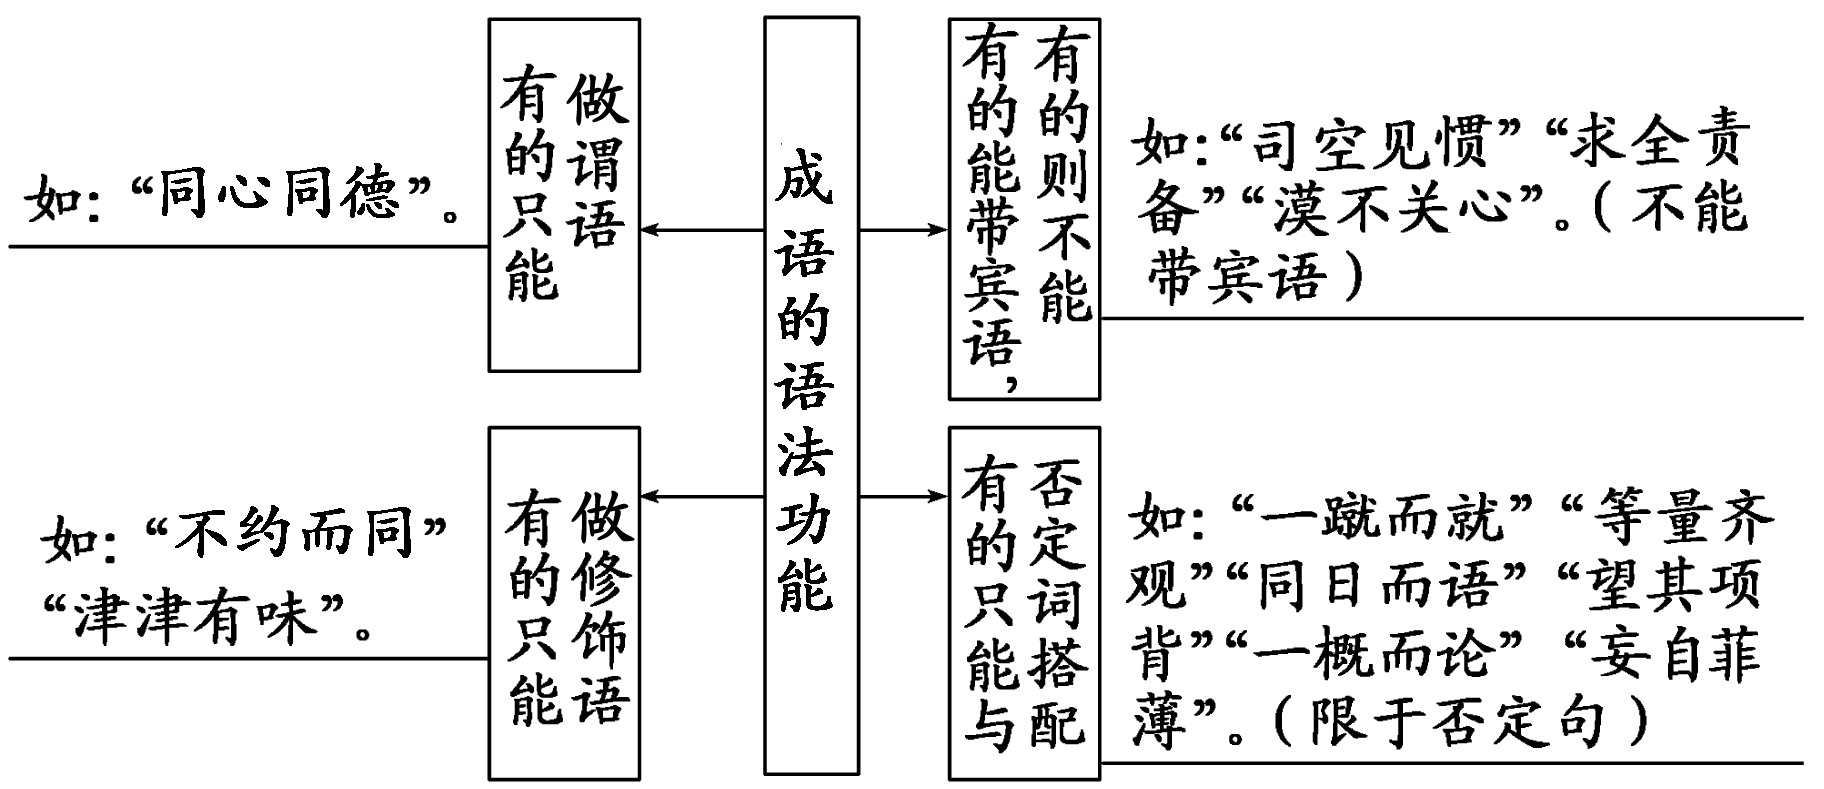 成语的语法功能
有的只能
做谓语
如：“同心同德”。
有的只能
做修饰语
如：“不约而同”
“津津有味”。
有的能带宾语，
有的则不能
如：“司空见惯”“求全责
备”“漠不关心”。（不能
带宾语）
有的只能与
否定词搭配
如：“一蹴而就”“等量齐
观”“同日而语”“望其项
背”“一概而论”“妄自菲
薄”。（限于否定句）